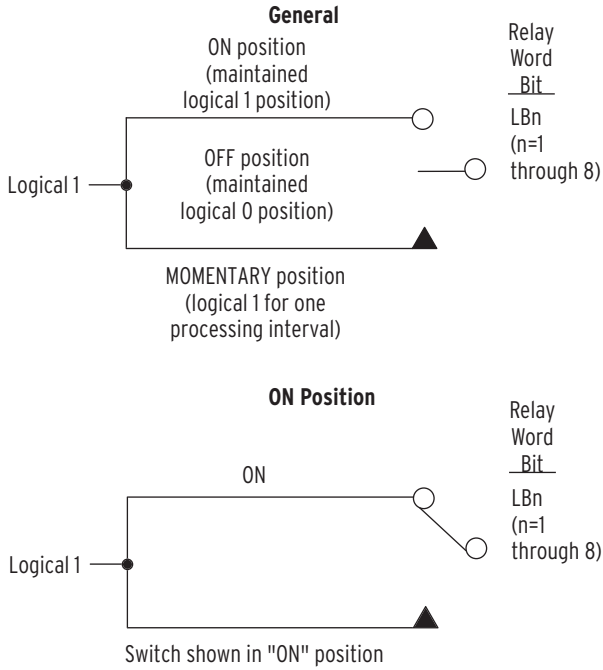 General
ON position
(maintained
logical 1 position)
Relay
Word
Bit
LBn
(n=1
through 8)
OFF position
(maintained
logical 0 position)
Logical 1
MOMENTARY position
(logical 1 for one
processing interval)
ON Position
Relay
Word
Bit
LBn
(n=1
through 8)
ON
Logical 1
Switch shown in "ON" position